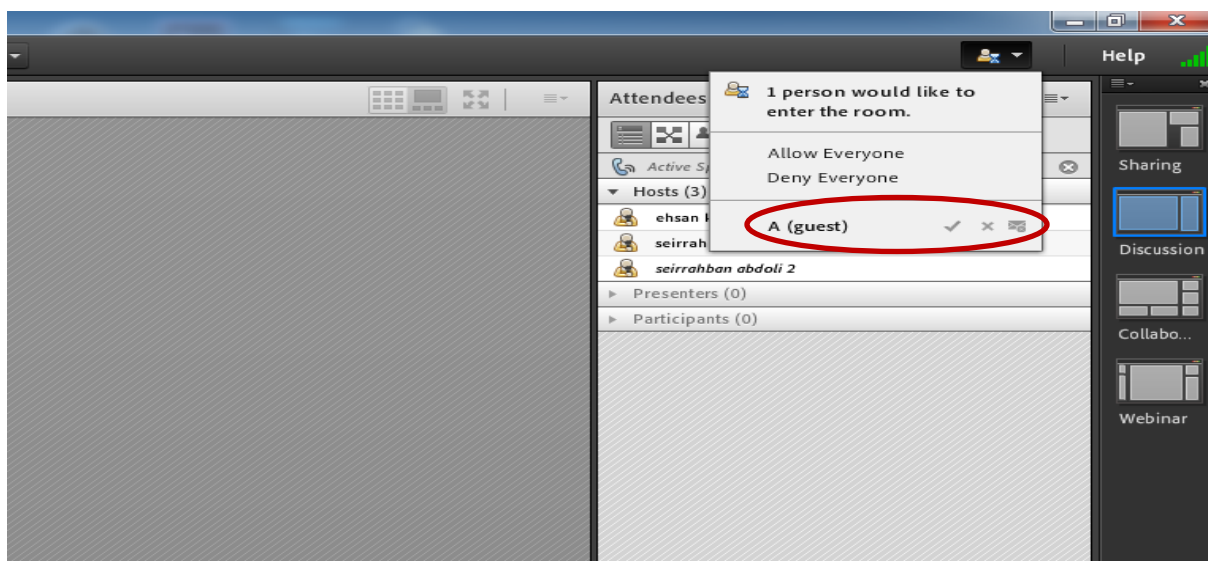 Help
Attendees
1 person would like to
enter the room.
Allow Everyone
Deny Everyone
Active
Hosts (3)
ehsan
A (guest)
seirrahban abdoli 2
Presenters (0)
Participants (0)
Sharing
Discussion
Collabo...
Webinar